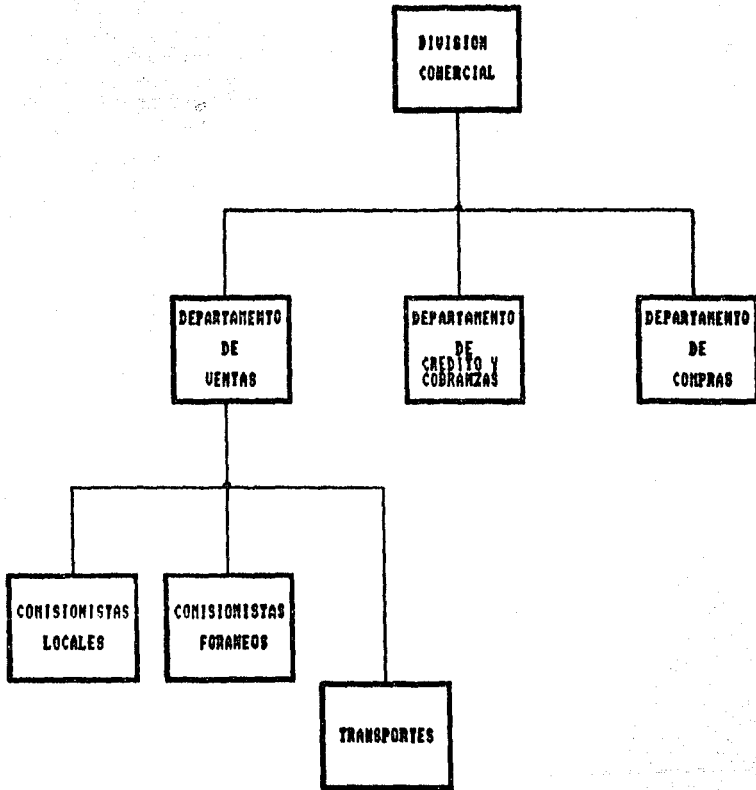 DIVISION
COMERCIAL
DEPARTAMENTO
DE
VENTAS
DEPARTAMENTO
DE
CREDITO Y
COBRANZAS
DEPARTAMENTO
DE
COMPRAS
COMISIONISTAS
LOCALES
COMISIONISTAS
FORANEOS
TRANSPORTES